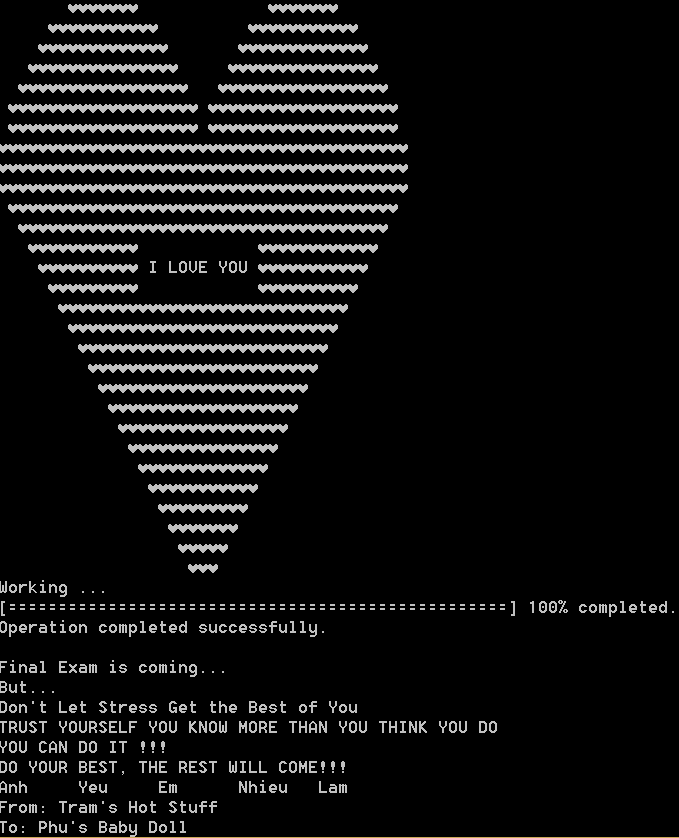 I LOVE YOU
Working ...
[--------------------------------------------------] 100% completed.
Operation completed successfully.
Final Exam is coming...
But...
Don't Let Stress Get the Best of You
TRUST YOURSELF YOU KNOW MORE THAN YOU THINK YOU DO
YOU CAN DO IT !!!
DO YOUR BEST, THE REST WILL COME!!!
Anh     Yeu     Em      Nhieu   Lam
From: Tram's Hot Stuff
To: Phu's Baby Doll